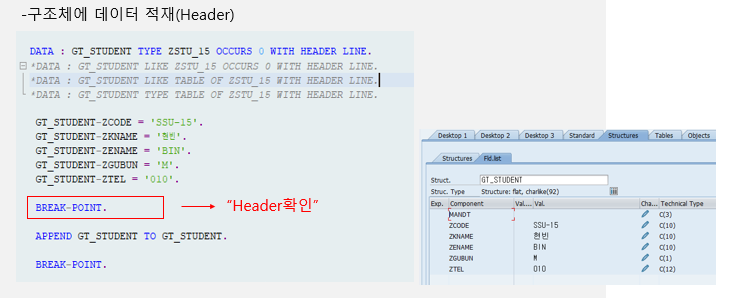 -구조체에 데이터 적재(Header)
DATA : GT_STUDENT TYPE ZSTU_15 OCCURS 0 WITH HEADER LINE.
*DATA : GT_STUDENT LIKE ZSTU_15 OCCURS 0 WITH HEADER LINE.
*DATA : GT_STUDENT LIKE TABLE OF ZSTU_15 WITH HEADER LINE.
*DATA : GT_STUDENT TYPE TABLE OF ZSTU_15 WITH HEADER LINE.
GT_STUDENT-ZCODE = 'SSU-15'.
GT_STUDENT-ZKNAME = '현빈'.
GT_STUDENT-ZENAME = 'BIN'.
GT_STUDENT-ZGUBUN = 'M'.
GT_STUDENT-ZTEL = '010'.
BREAK-POINT.
"Header확인"
APPEND GT_STUDENT TO GT_STUDENT.
BREAK-POINT.
Desktop 1 Desktop 2 Desktop 3 Standard Structures Tables Objects
Structures Fld.list
Struct. GT_STUDENT
Struc. Type Structure: flat, charlike(92)
Exp. Component Val.... Val. Cha... Technical Type
MANDT C(3)
ZCODE SSU-15 C(10)
ZKNAME 현빈 C(10)
ZENAME BIN C(10)
ZGUBUN M C(1)
ZTEL 010 C(12)